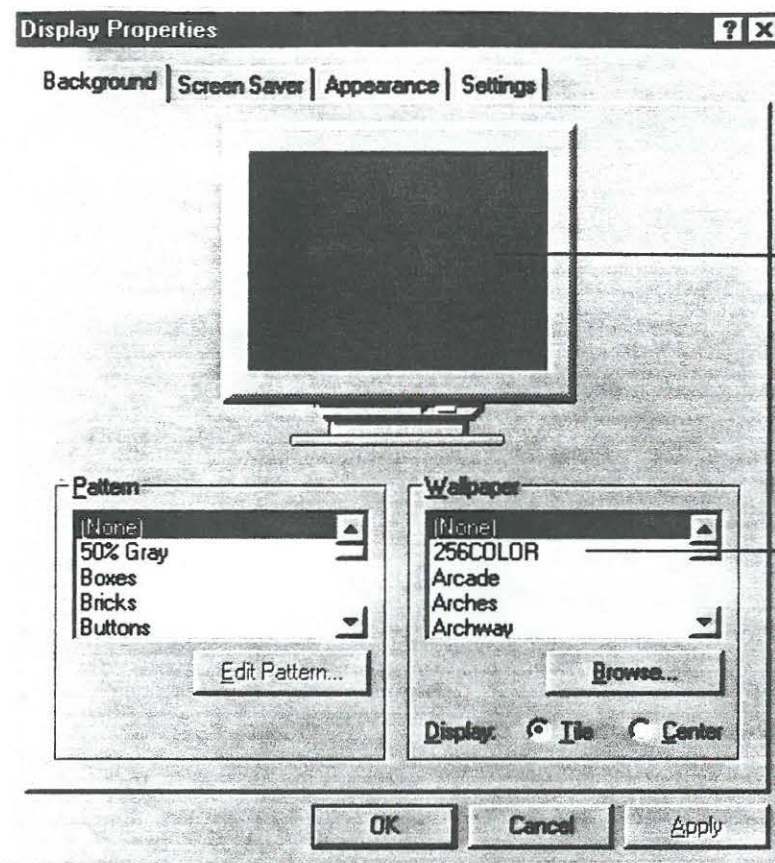 Display Properties ? X
Background Screen Saver Appearance Settings
Pattern
(None)
50% Gray
Boxes
Bricks
Buttons
Edit Pattern...
Wallpaper
(None)
256COLOR
Arcade
Arches
Archway
Browse...
Display: Tile Center
OK Cancel Apply